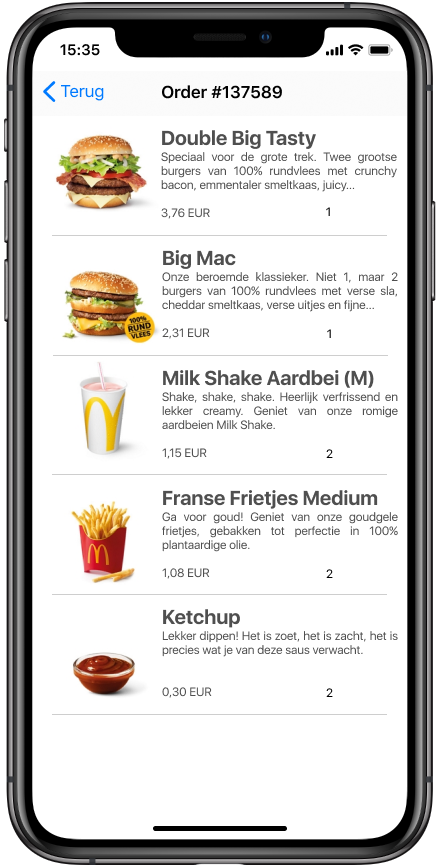 15:35
Terug
Order #137589
Double Big Tasty
Speciaal voor de grote trek. Twee grootse
burgers van 100% rundvlees met crunchy
bacon, emmentaler smeltkaas, juicy...
3,76 EUR 1
Big Mac
Onze beroemde klassieker. Niet 1, maar 2
burgers van 100% rundvlees met verse sla,
cheddar smeltkaas, verse uitjes en fijne...
100%
RUND
VLEES
2,31 EUR 1
Milk Shake Aardbei (M)
Shake, shake, shake. Heerlijk verfrissend en
lekker creamy. Geniet van onze romige
aardbeien Milk Shake.
1,15 EUR 2
Franse Frietjes Medium
Ga voor goud! Geniet van onze goudgele
frietjes, gebakken tot perfectie in 100%
plantaardige olie.
1,08 EUR 2
Ketchup
Lekker dippen! Het is zoet, het is zacht, het is
precies wat je van deze saus verwacht.
0,30 EUR 2